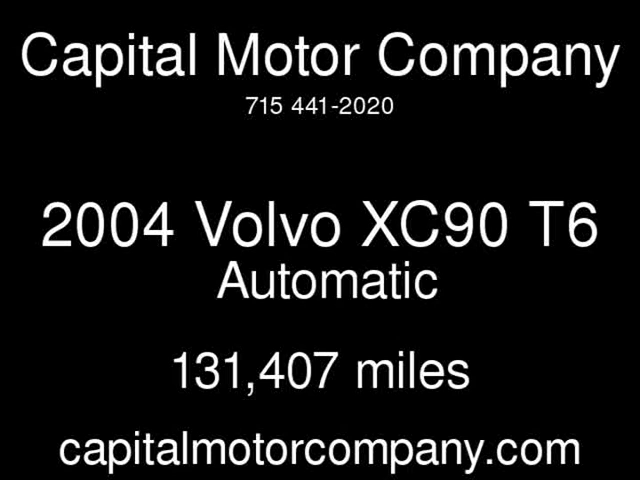 Capital Motor Company
715 441-2020
2004 Volvo XC90 T6
Automatic
131,407 miles
capitalmotorcompany.com